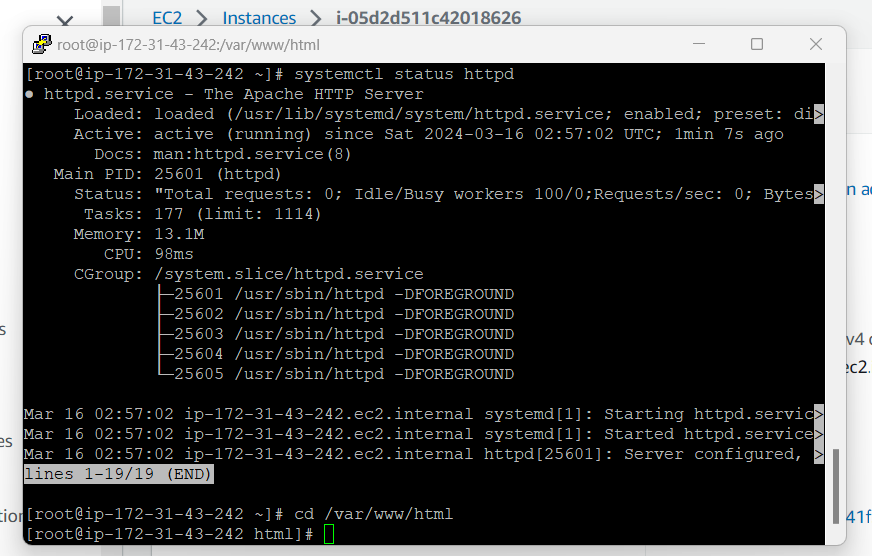 EC2 > Instances > i-05d2d511c42018626
root@ip-172-31-43-242:/var/www/html
[root@ip-172-31-43-242 ~]# systemctl status httpd
● httpd.service - The Apache HTTP Server
Loaded: loaded (/usr/lib/systemd/system/httpd.service; enabled; preset: di>
Active: active (running) since Sat 2024-03-16 02:57:02 UTC; 1min 7s ago
Docs: man:httpd.service(8)
Main PID: 25601 (httpd)
Status: "Total requests: 0; Idle/Busy workers 100/0;Requests/sec: 0; Bytes>
Tasks: 177 (limit: 1114)
Memory: 13.1M
CPU: 98ms
CGroup: /system.slice/httpd.service
├─25601 /usr/sbin/httpd -DFOREGROUND
├─25602 /usr/sbin/httpd -DFOREGROUND
├─25603 /usr/sbin/httpd -DFOREGROUND
├─25604 /usr/sbin/httpd -DFOREGROUND
└─25605 /usr/sbin/httpd -DFOREGROUND
Mar 16 02:57:02 ip-172-31-43-242.ec2.internal systemd[1]: Starting httpd.servic>
Mar 16 02:57:02 ip-172-31-43-242.ec2.internal systemd[1]: Started httpd.service>
Mar 16 02:57:02 ip-172-31-43-242.ec2.internal httpd[25601]: Server configured, >
lines 1-19/19 (END)
[root@ip-172-31-43-242 ~]# cd /var/www/html
[root@ip-172-31-43-242 html]#